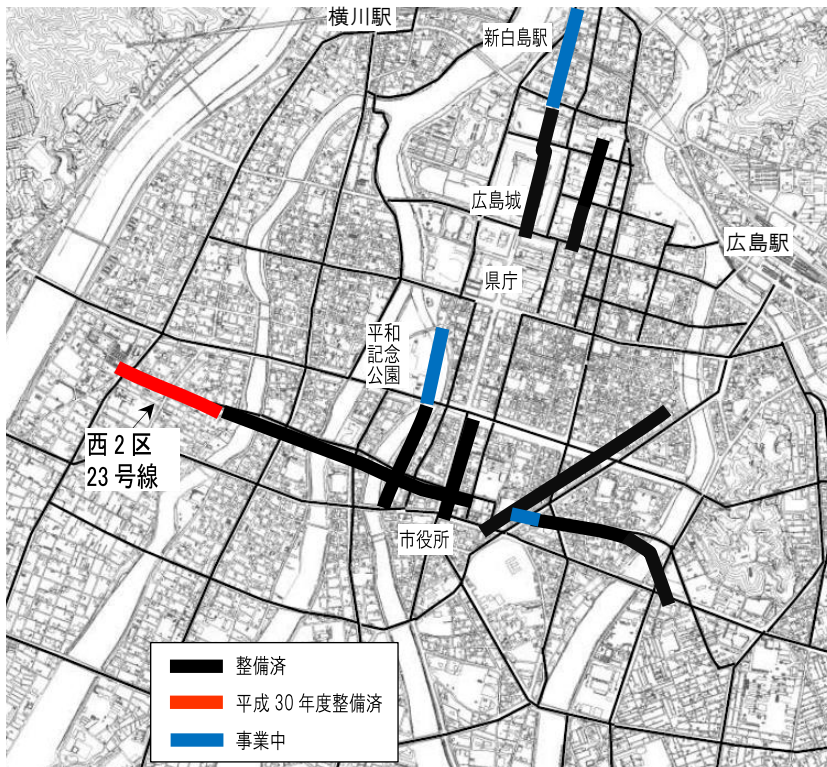 横川駅
新白島駅
広島城
広島駅
県庁
平和
記念
公園
西2区
23号線
市役所
整備済
平成30年度整備済
事業中